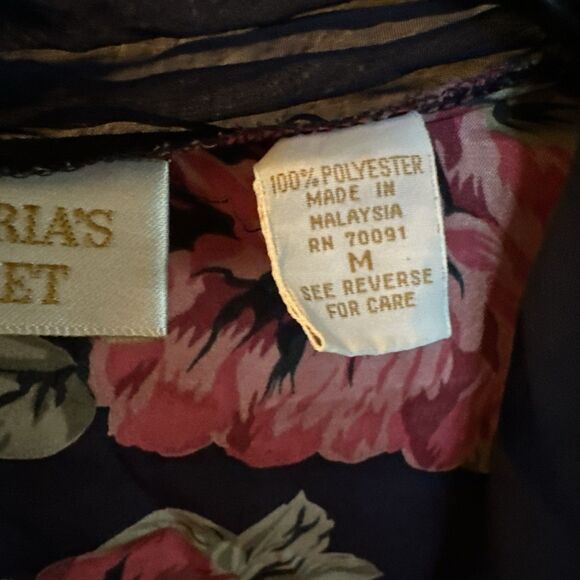 RIA'S
ET
100% POLYESTER
MADE IN
MALAYSIA
RN 70091
M
SEE REVERSE
FOR CARE